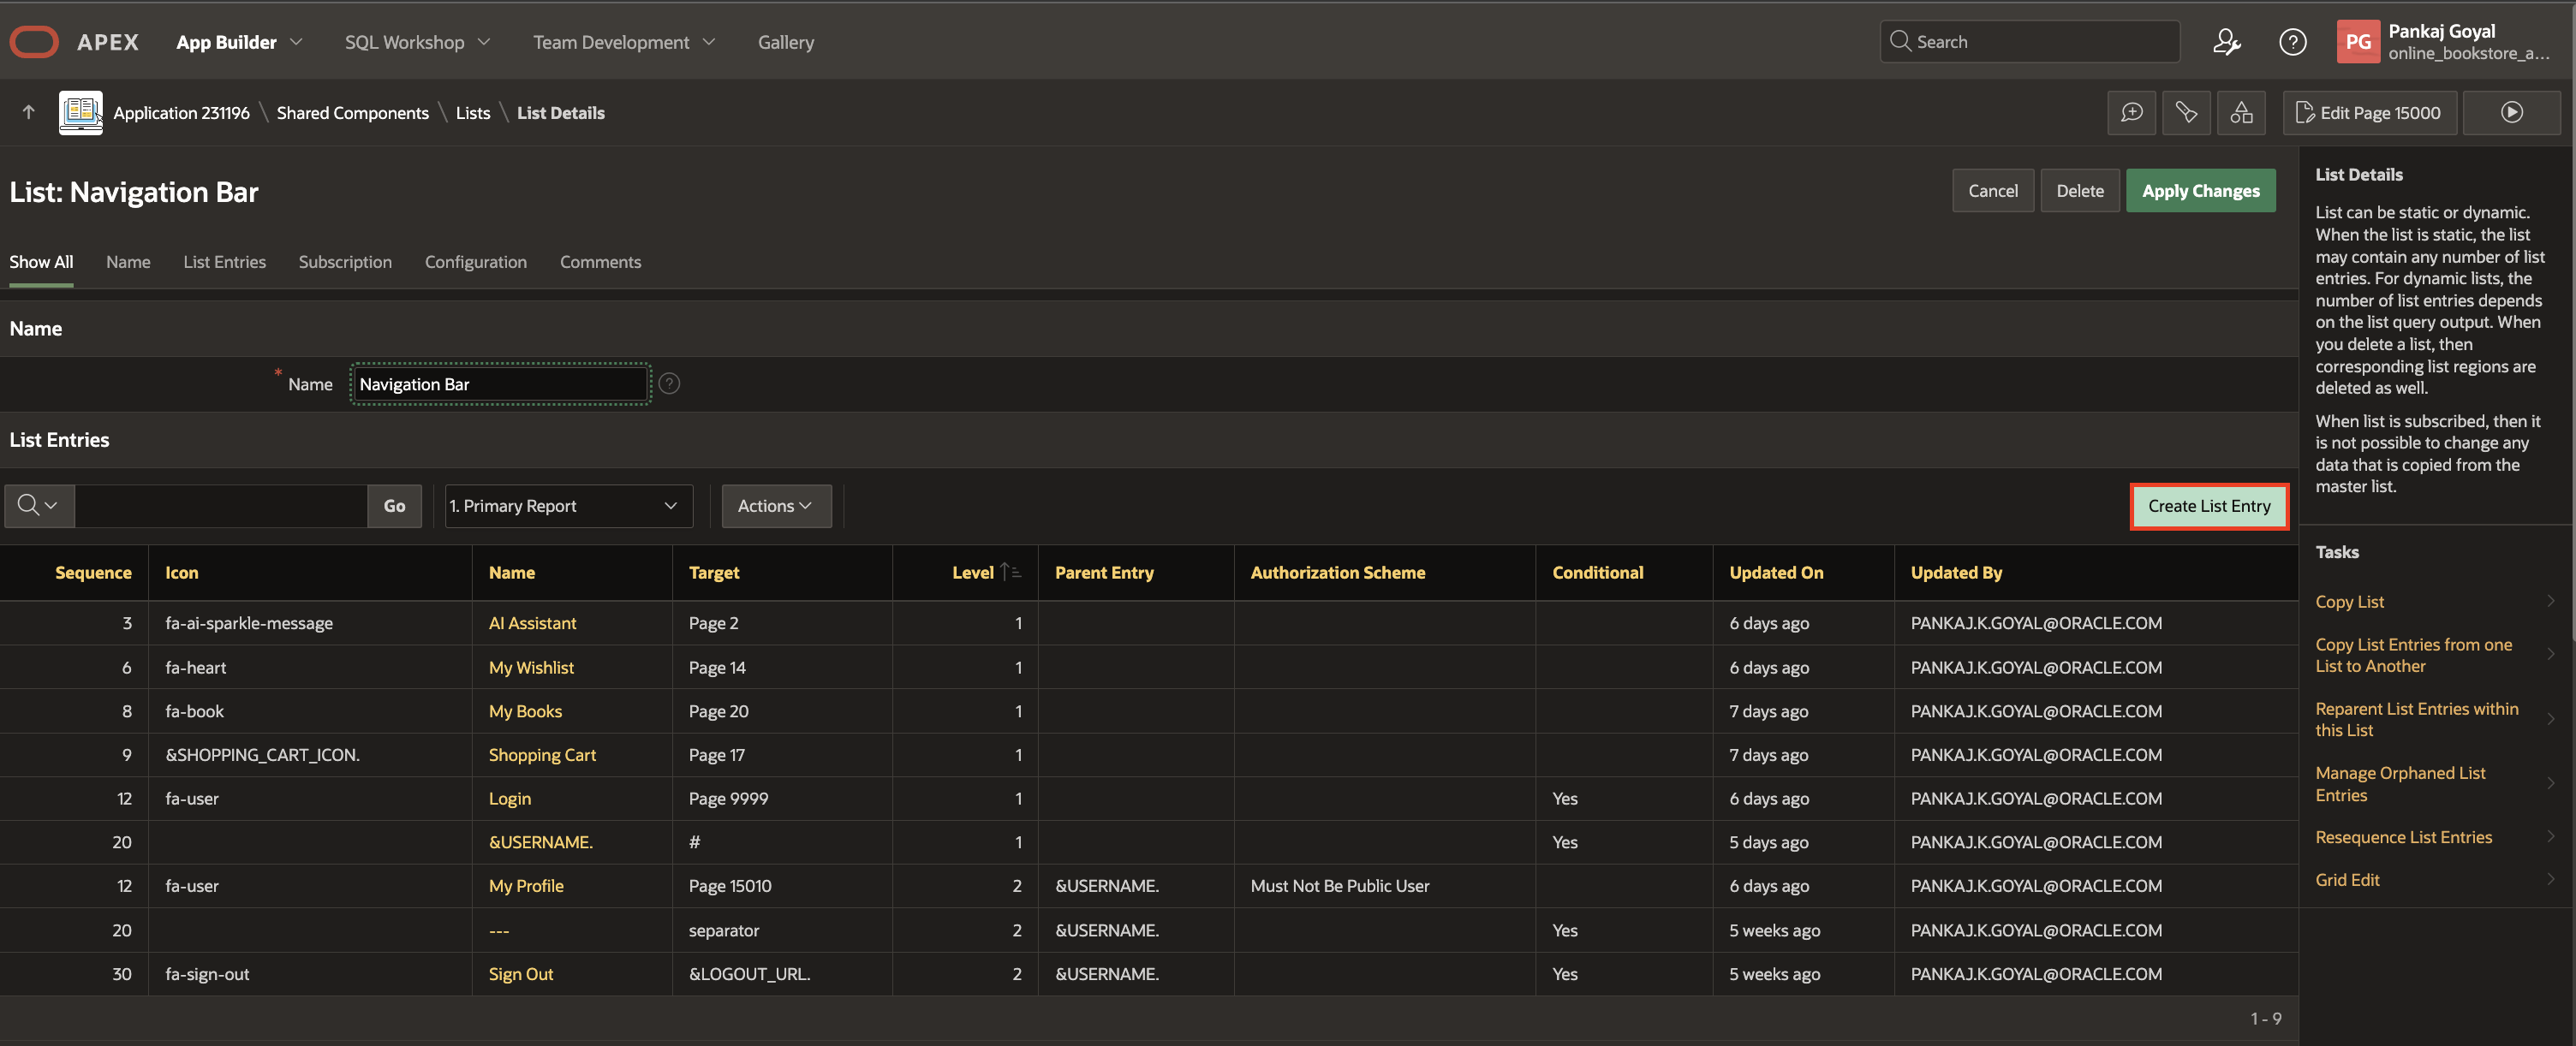 APEX App Builder SQL Workshop Team Development Gallery Search PG Pankaj Goyal
online_bookstore_a...
Application 231196 \ Shared Components \ Lists \ List Details Edit Page 15000
List: Navigation Bar Cancel Delete Apply Changes
Show All Name List Entries Subscription Configuration Comments
Name
* Name Navigation Bar ?
List Entries
Go 1. Primary Report Actions Create List Entry
Sequence Icon Name Target Level Parent Entry Authorization Scheme Conditional Updated On Updated By
3 fa-ai-sparkle-message AI Assistant Page 2 1 6 days ago PANKAJ.K.GOYAL@ORACLE.COM
6 fa-heart My Wishlist Page 14 1 6 days ago PANKAJ.K.GOYAL@ORACLE.COM
8 fa-book My Books Page 20 1 7 days ago PANKAJ.K.GOYAL@ORACLE.COM
9 &SHOPPING_CART_ICON. Shopping Cart Page 17 1 7 days ago PANKAJ.K.GOYAL@ORACLE.COM
12 fa-user Login Page 9999 1 Yes 6 days ago PANKAJ.K.GOYAL@ORACLE.COM
20 &USERNAME. # 1 Yes 5 days ago PANKAJ.K.GOYAL@ORACLE.COM
12 fa-user My Profile Page 15010 2 &USERNAME. Must Not Be Public User 6 days ago PANKAJ.K.GOYAL@ORACLE.COM
20 --- separator 2 &USERNAME. Yes 5 weeks ago PANKAJ.K.GOYAL@ORACLE.COM
30 fa-sign-out Sign Out &LOGOUT_URL. 2 &USERNAME. Yes 5 weeks ago PANKAJ.K.GOYAL@ORACLE.COM
1 - 9
List Details
List can be static or dynamic.
When the list is static, the list
may contain any number of list
entries. For dynamic lists, the
number of list entries depends
on the list query output. When
you delete a list, then
corresponding list regions are
deleted as well.
When list is subscribed, then it
is not possible to change any
data that is copied from the
master list.
Tasks
Copy List
Copy List Entries from one
List to Another
Reparent List Entries within
this List
Manage Orphaned List
Entries
Resequence List Entries
Grid Edit